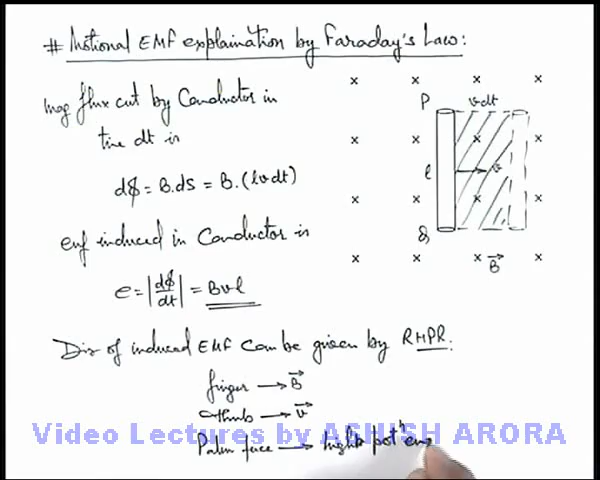 # Motional EMF explaination by Faraday's Law:
mag flux cut by Conductor in
time dt is
dϕ = B.ds = B.(lvdt)
emf induced in Conductor is
e = |dϕ/dt| = Bvl
Dir of induced EMF can be given by RHPR:
finger → B⃗
thumb → v⃗
Palm face → high potⁿ end
P
vdt
l
v
Q
B⃗
Video Lectures by ASHISH ARORA